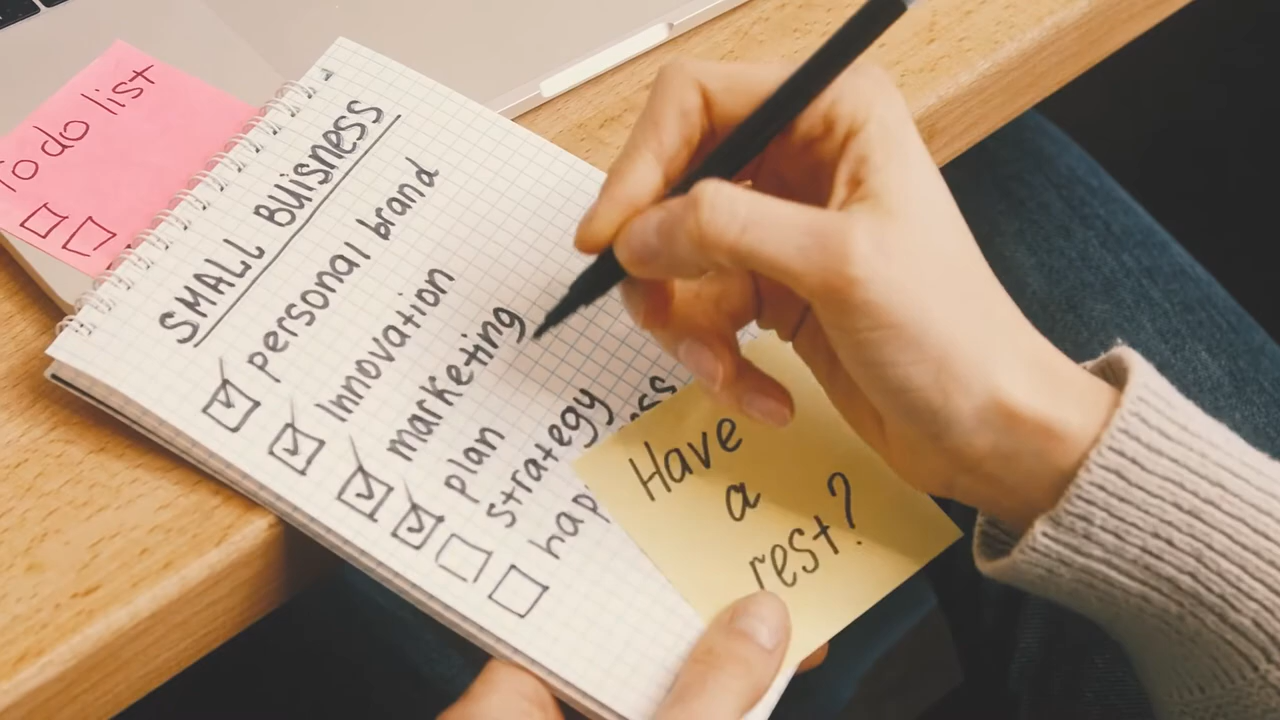 To do list
SMALL BUISNESS
personal brand
Innovation
marketing
plan
strategy
Have
a
rest?